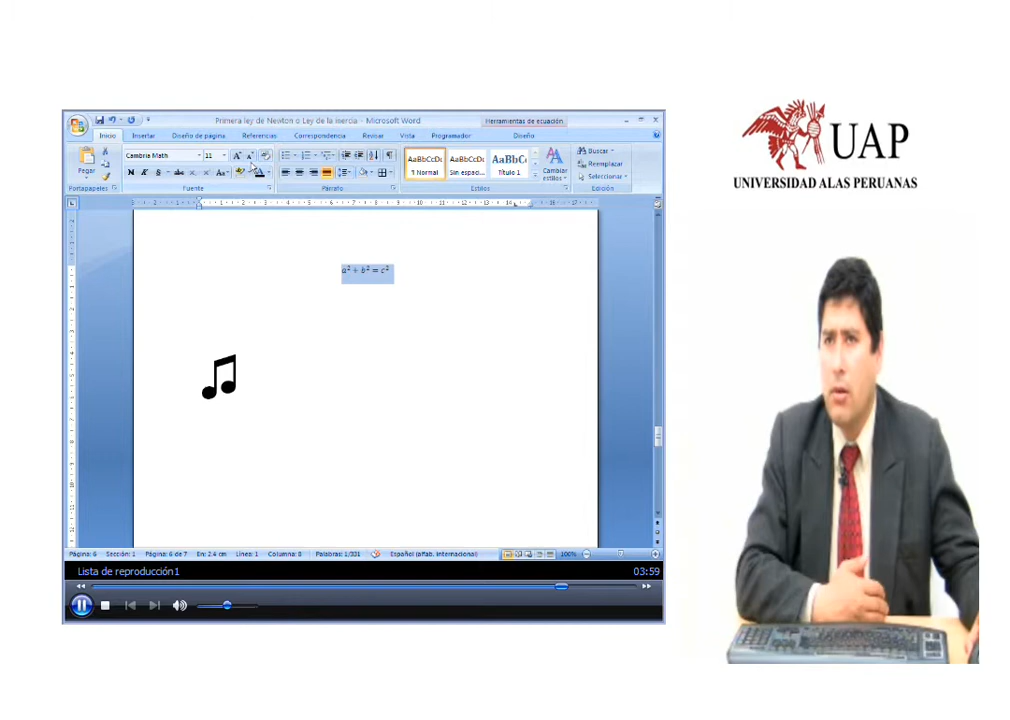 Primera ley de Newton o Ley de la inercia - Microsoft Word
Herramientas de ecuación
Inicio Insertar Diseño de página Referencias Correspondencia Revisar Vista Programador Diseño
Pegar
Portapapeles
Cambria Math 11
N K S abc x x Aa A
Fuente
Párrafo
AaBbCcDc AaBbCcDc AaBbC
¶ Normal Sin espaci... Título 1
Cambiar estilos
Estilos
Buscar
Reemplazar
Seleccionar
Edición
a² + b² = c²
Página: 6 Sección: 1 Página: 6 de 7 En: 2.4 cm Línea: 1 Columna: 8 Palabras: 1,001 Español (alfab. internacional) 100%
Lista de reproducción1 03:59
UAP
UNIVERSIDAD ALAS PERUANAS